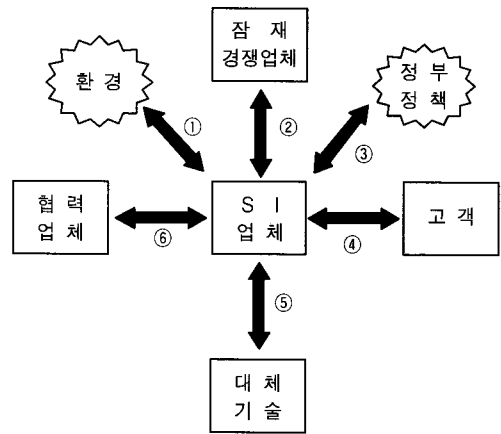 잠 재
경쟁업체
환 경
정 부
정 책
①
②
③
협 력
업 체
S I
업 체
고 객
⑥
④
⑤
대 체
기 술